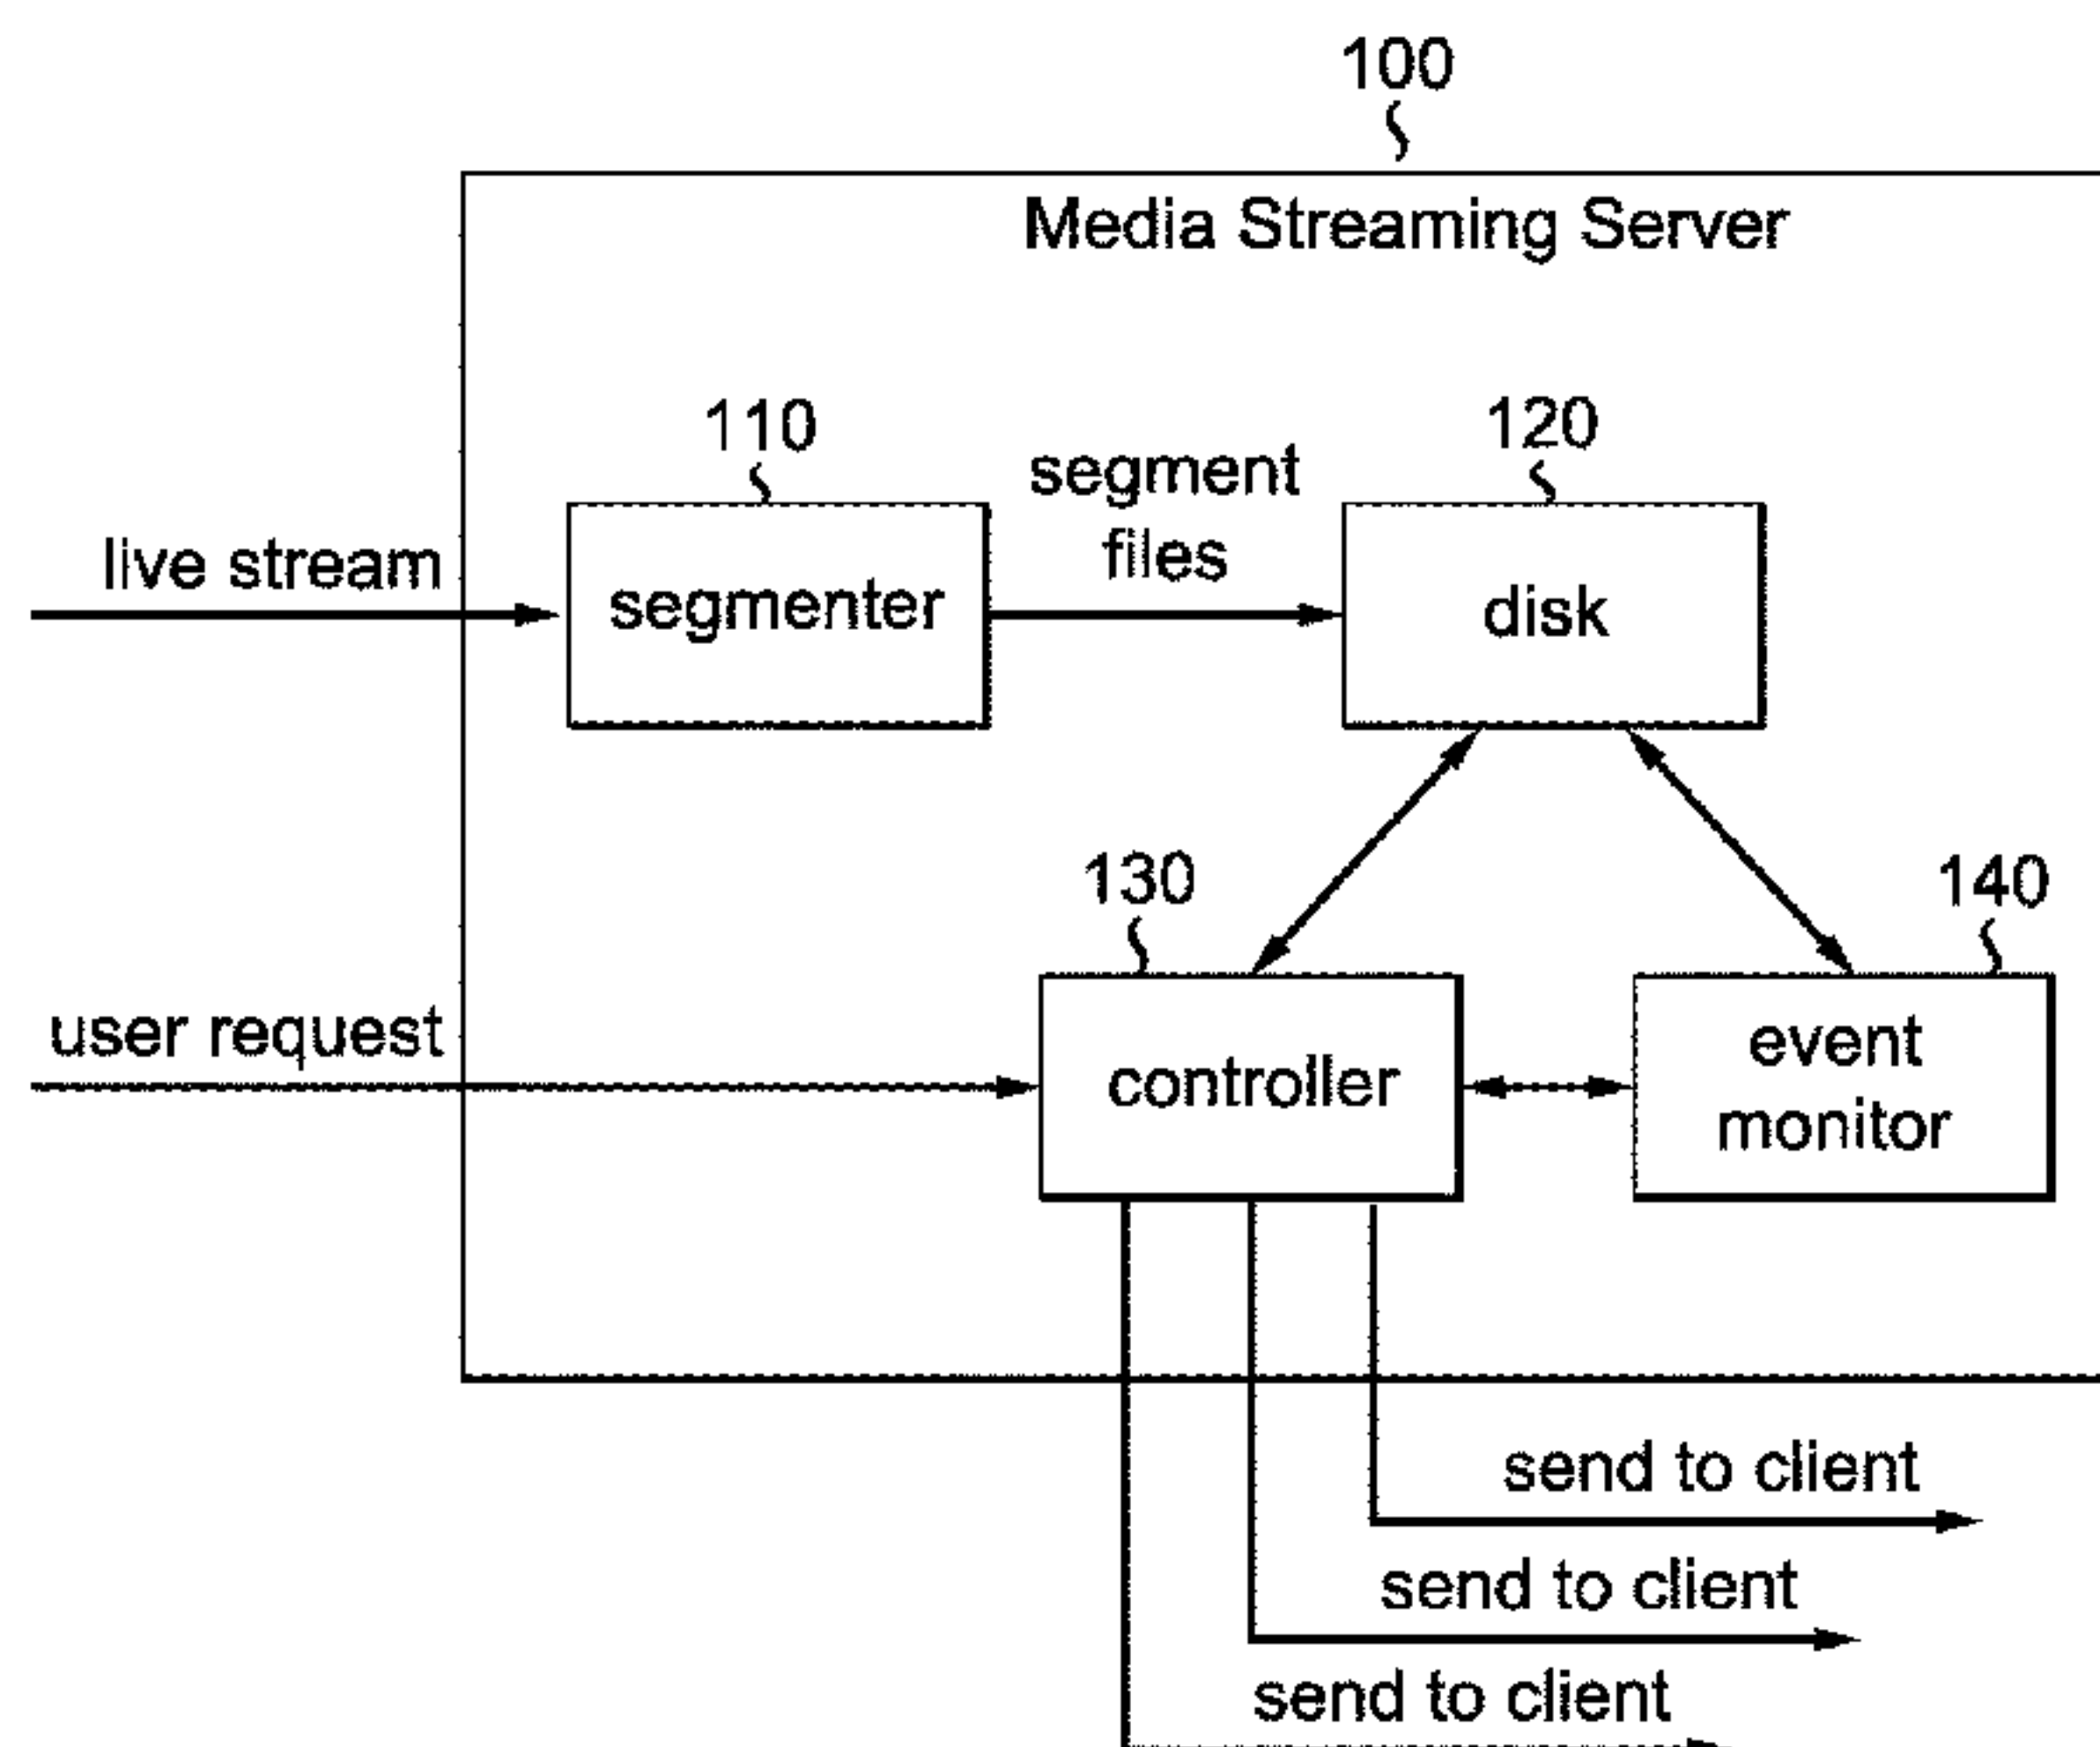 100
Media Streaming Server
110
segment
files
120
live stream
segmenter
disk
130
140
user request
controller
event
monitor
send to client
send to client
send to client